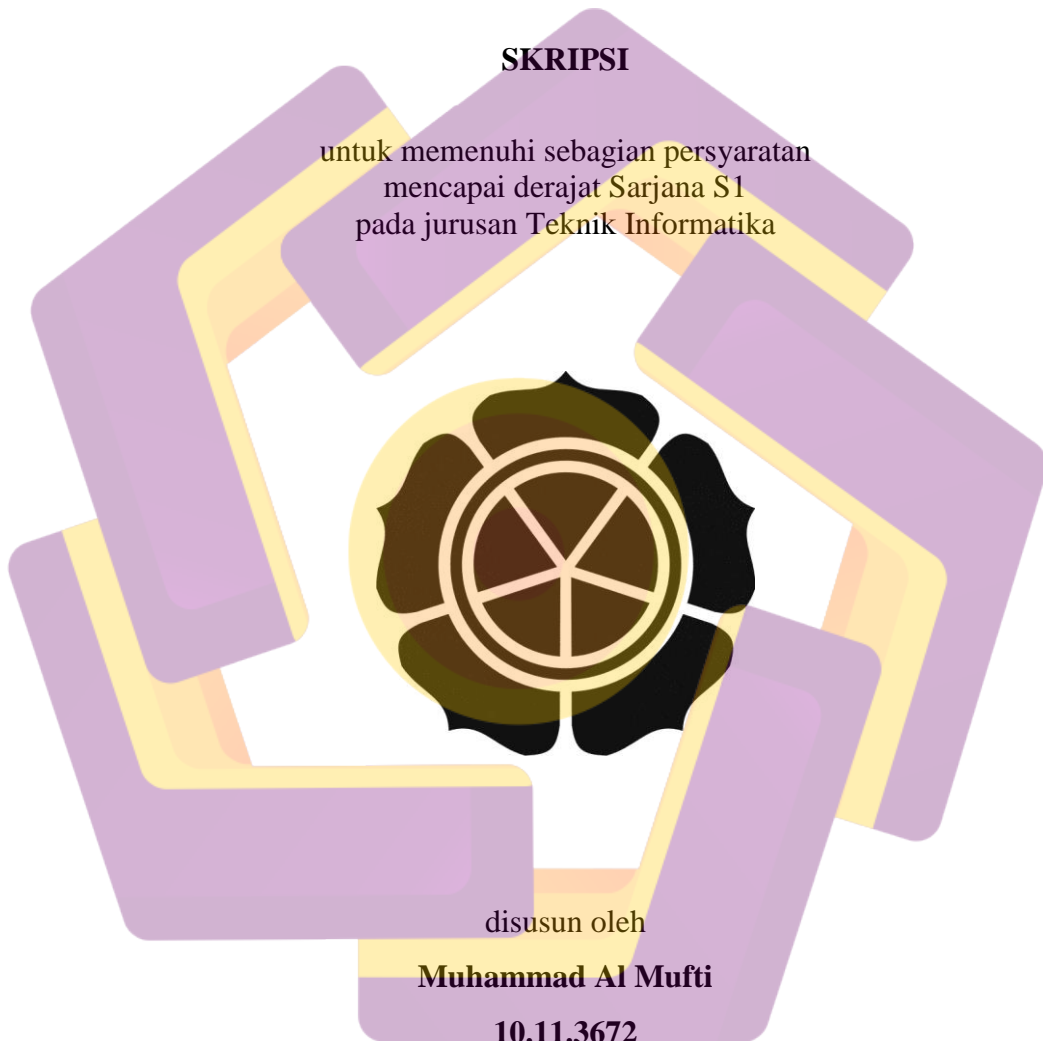 SKRIPSI
untuk memenuhi sebagian persyaratan
mencapai derajat Sarjana S1
pada jurusan Teknik Informatika
disusun oleh
Muhammad Al Mufti
10.11.3672